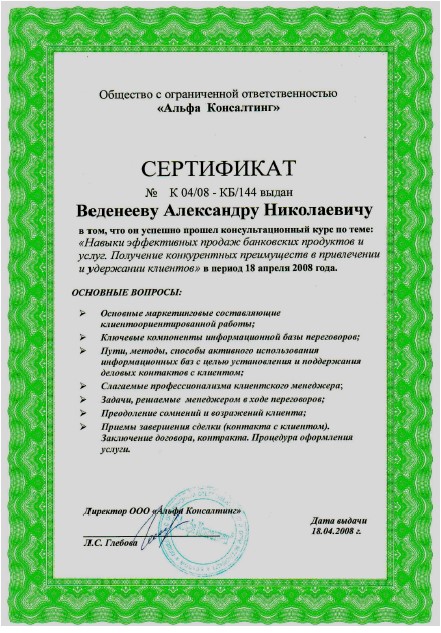 Общество с ограниченной ответственностью
«Альфа Консалтинг»
СЕРТИФИКАТ
№ К 04/08 - КБ/144 выдан
Веденееву Александру Николаевичу
в том, что он успешно прошел консультационный курс по теме:
«Навыки эффективных продаж банковских продуктов и
услуг. Получение конкурентных преимуществ в привлечении
и удержании клиентов» в период 18 апреля 2008 года.
ОСНОВНЫЕ ВОПРОСЫ:
Основные маркетинговые составляющие
клиентоориентированной работы;
Ключевые компоненты информационной базы переговоров;
Пути, методы, способы активного использования
информационных баз с целью установления и поддержания
деловых контактов с клиентом;
Слагаемые профессионализма клиентского менеджера;
Задачи, решаемые менеджером в ходе переговоров;
Преодоление сомнений и возражений клиента;
Приемы завершения сделки (контакта с клиентом).
Заключение договора, контракта. Процедура оформления
услуги.
Директор ООО «Альфа Консалтинг»
Л.С. Глебова
Дата выдачи
18.04.2008 г.